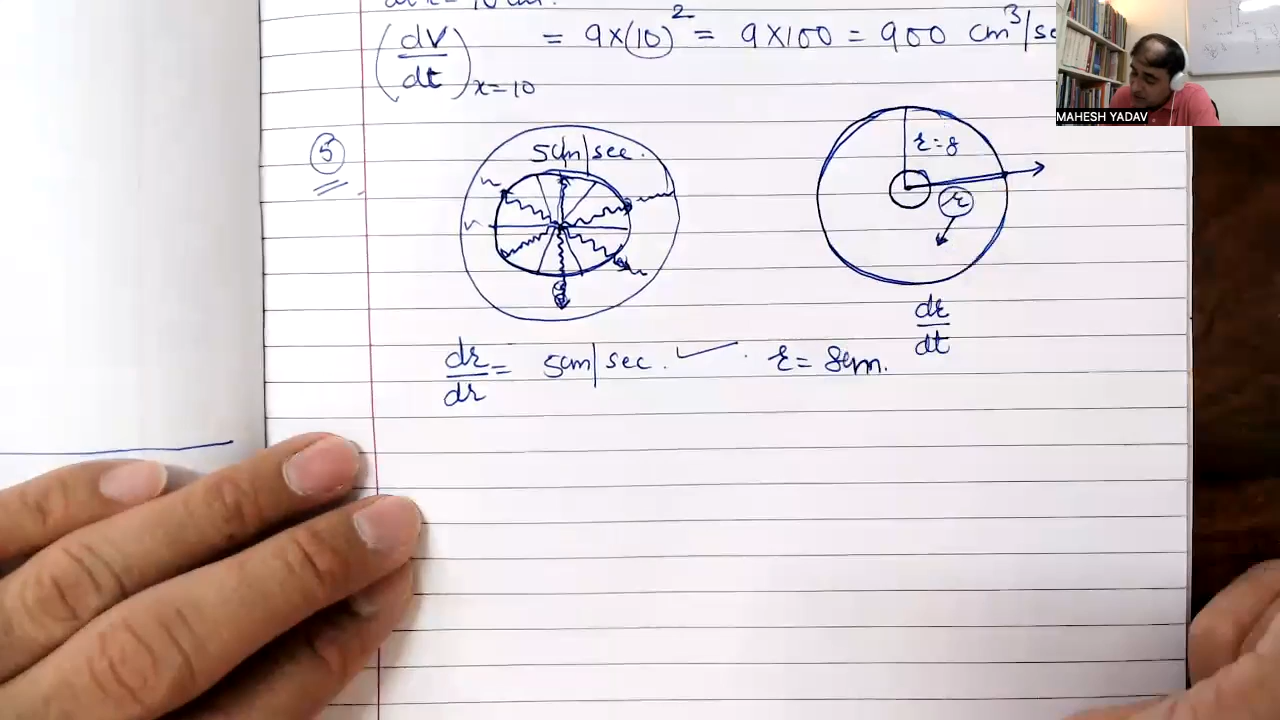 (dV/dt)x=10 = 9×(10)² = 9×100 = 900 cm³/se
MAHESH YADAV
5
5cm/sec.
r=8
r
dr/dt
dr/dr = 5cm/sec. ✓ . r = 8cm.